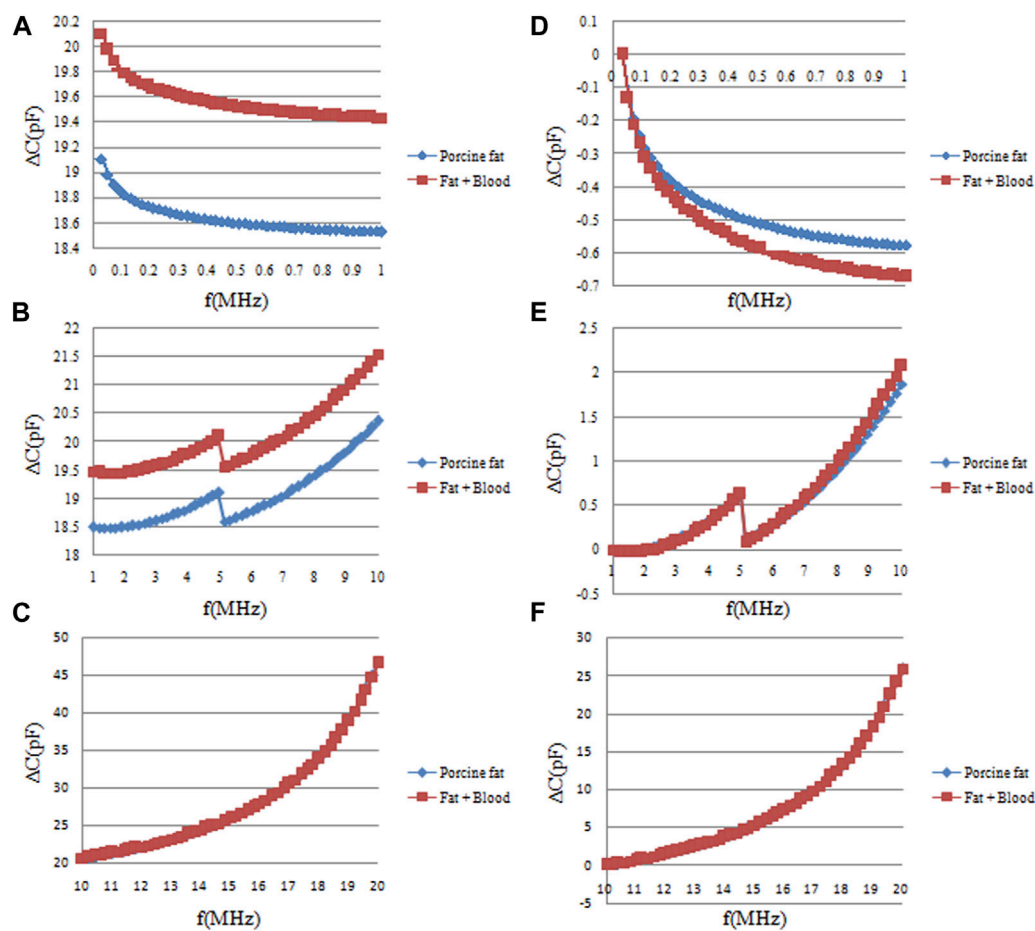 A
ΔC(pF)
20.2
20
19.8
19.6
19.4
19.2
19
18.8
18.6
18.4
0 0.1 0.2 0.3 0.4 0.5 0.6 0.7 0.8 0.9 1
f(MHz)
Porcine fat
Fat + Blood
D
ΔC(pF)
0.1
0
-0.1
-0.2
-0.3
-0.4
-0.5
-0.6
-0.7
0 0.1 0.2 0.3 0.4 0.5 0.6 0.7 0.8 0.9 1
f(MHz)
Porcine fat
Fat + Blood
B
ΔC(pF)
22
21.5
21
20.5
20
19.5
19
18.5
18
1 2 3 4 5 6 7 8 9 10
f(MHz)
Porcine fat
Fat + Blood
E
ΔC(pF)
2.5
2
1.5
1
0.5
0
-0.5
1 2 3 4 5 6 7 8 9 10
f(MHz)
Porcine fat
Fat + Blood
C
ΔC(pF)
50
45
40
35
30
25
20
10 11 12 13 14 15 16 17 18 19 20
f(MHz)
Porcine fat
Fat + Blood
F
ΔC(pF)
30
25
20
15
10
5
0
-5
10 11 12 13 14 15 16 17 18 19 20
f(MHz)
Porcine fat
Fat + Blood